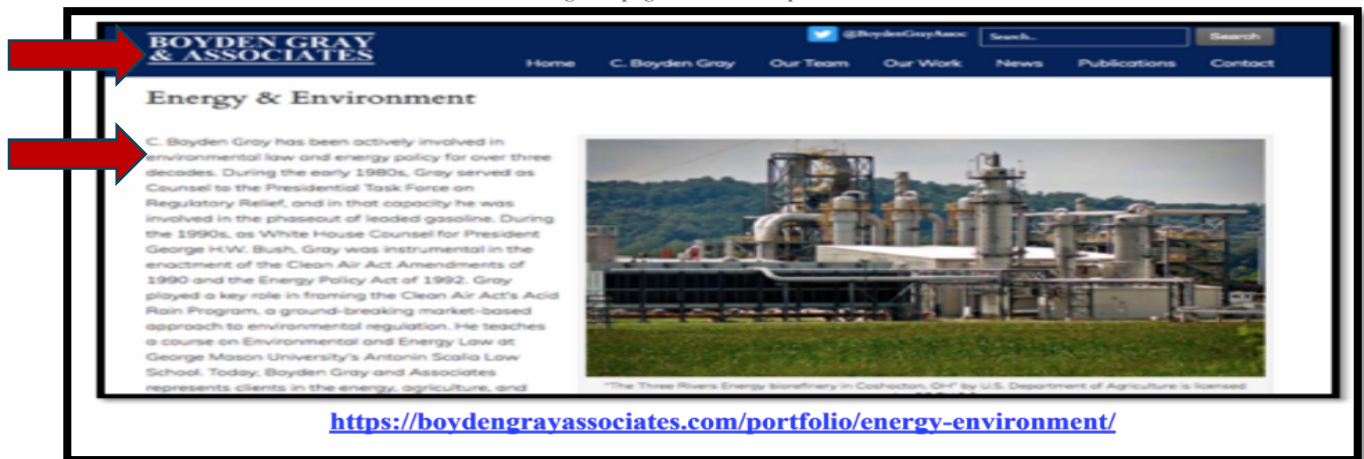 BOYDEN GRAY
& ASSOCIATES
@BoydenGrayAssoc
Search...
Search
Home C. Boyden Gray Our Team Our Work News Publications Contact
Energy & Environment
C. Boyden Gray has been actively involved in
environmental law and energy policy for over three
decades. During the early 1980s, Gray served as
Counsel to the Presidential Task Force on
Regulatory Relief, and in that capacity he was
involved in the phaseout of leaded gasoline. During
the 1990s, as White House Counsel for President
George H.W. Bush, Gray was instrumental in the
enactment of the Clean Air Act Amendments of
1990 and the Energy Policy Act of 1992. Gray
played a key role in framing the Clean Air Act's Acid
Rain Program, a ground-breaking market-based
approach to environmental regulation. He teaches
a course on Environmental and Energy Law at
George Mason University's Antonin Scalia Law
School. Today, Boyden Gray and Associates
represents clients in the energy, agriculture, and
"The Three Rivers Energy biorefinery in Coshocton, OH" by U.S. Department of Agriculture is licensed
https://boydengrayassociates.com/portfolio/energy-environment/